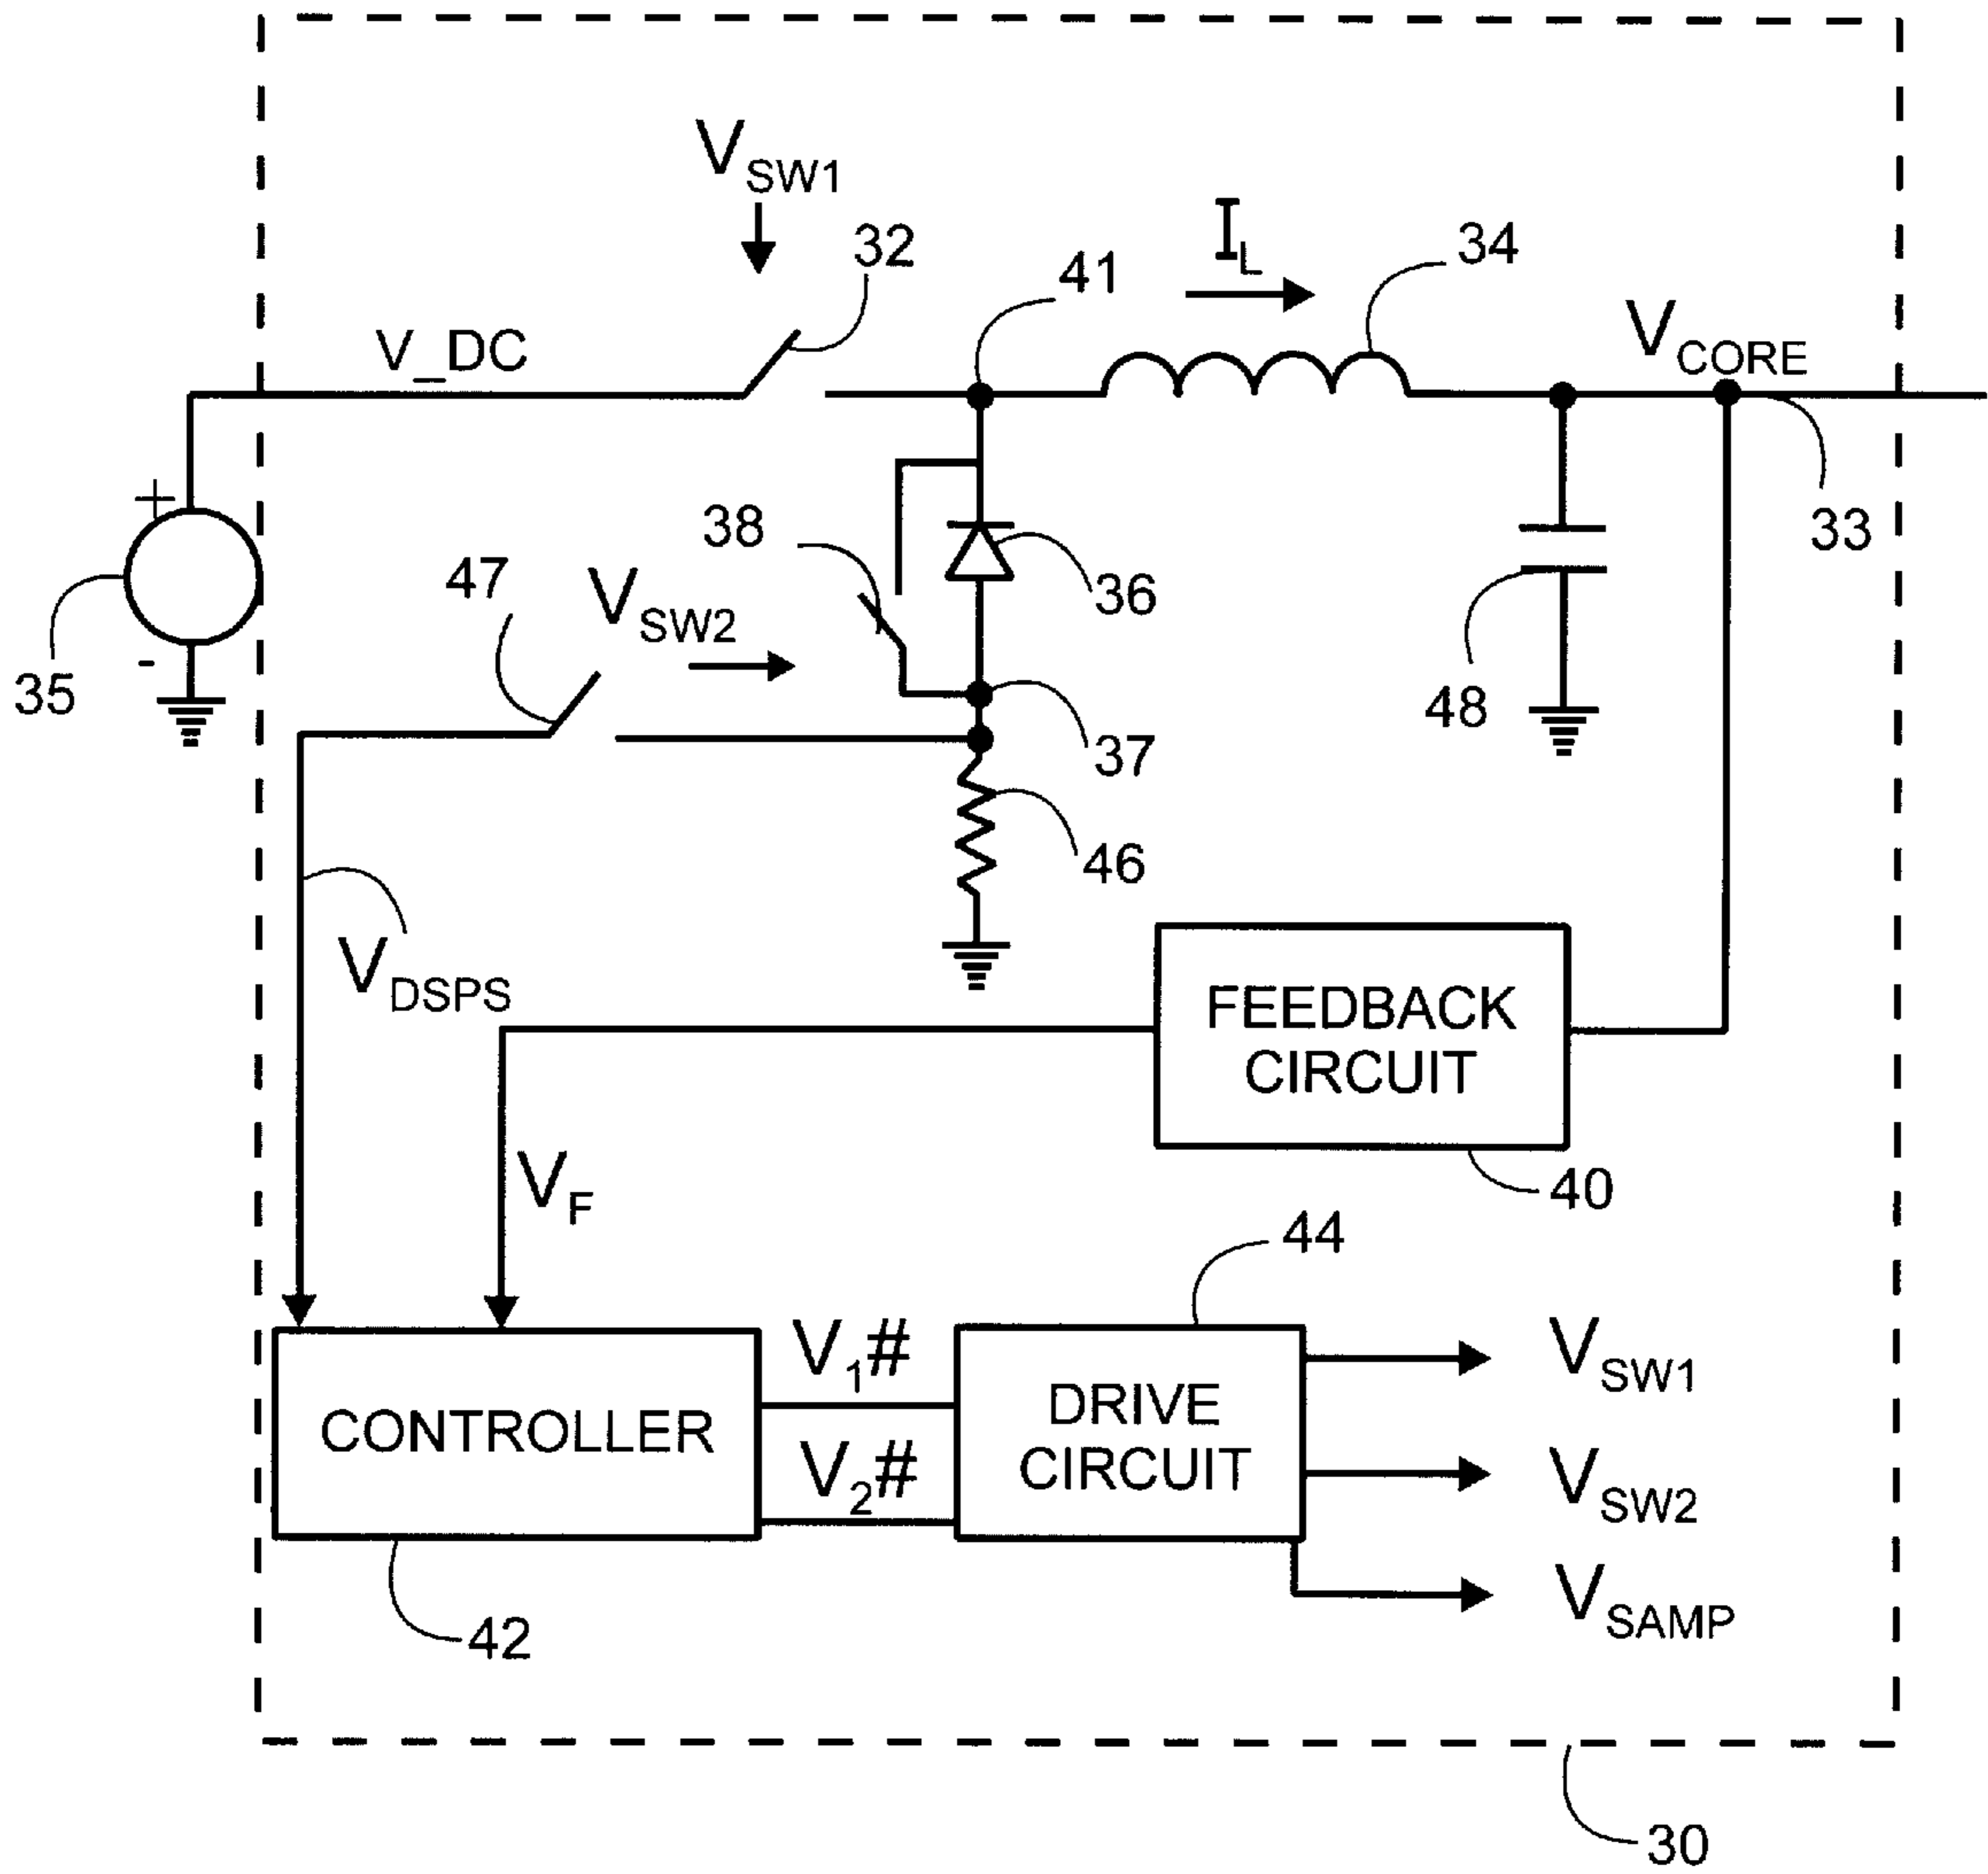 V_SW1
I_L
32
41
34
V_DC
V_CORE
+
38
36
33
47
V_SW2
-
35
48
37
46
V_DSPS
FEEDBACK
CIRCUIT
V_F
40
44
V_1#
V_SW1
CONTROLLER
DRIVE
CIRCUIT
V_2#
V_SW2
V_SAMP
42
30